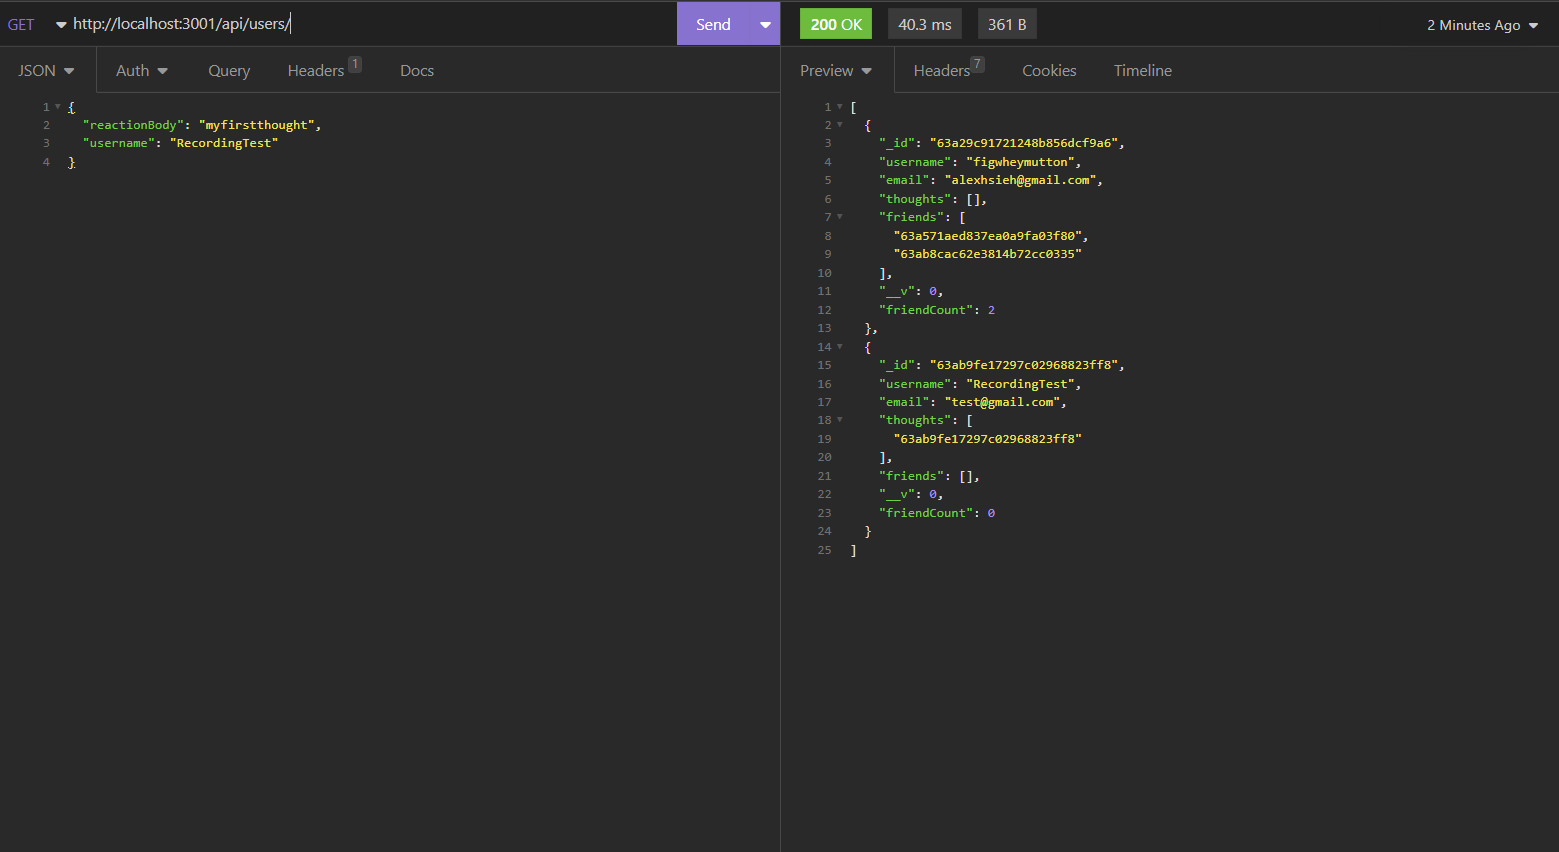 GET http://localhost:3001/api/users/ Send
200 OK 40.3 ms 361 B 2 Minutes Ago
JSON Auth Query Headers 1 Docs
Preview Headers 7 Cookies Timeline
1 {
2 "reactionBody": "myfirstthought",
3 "username": "RecordingTest"
4 }
1 [
2 {
3 "_id": "63a29c91721248b856dcf9a6",
4 "username": "figwheymutton",
5 "email": "alexhsieh@gmail.com",
6 "thoughts": [],
7 "friends": [
8 "63a571aed837ea0a9fa03f80",
9 "63ab8cac62e3814b72cc0335"
10 ],
11 "__v": 0,
12 "friendCount": 2
13 },
14 {
15 "_id": "63ab9fe17297c02968823ff8",
16 "username": "RecordingTest",
17 "email": "test@gmail.com",
18 "thoughts": [
19 "63ab9fe17297c02968823ff8"
20 ],
21 "friends": [],
22 "__v": 0,
23 "friendCount": 0
24 }
25 ]